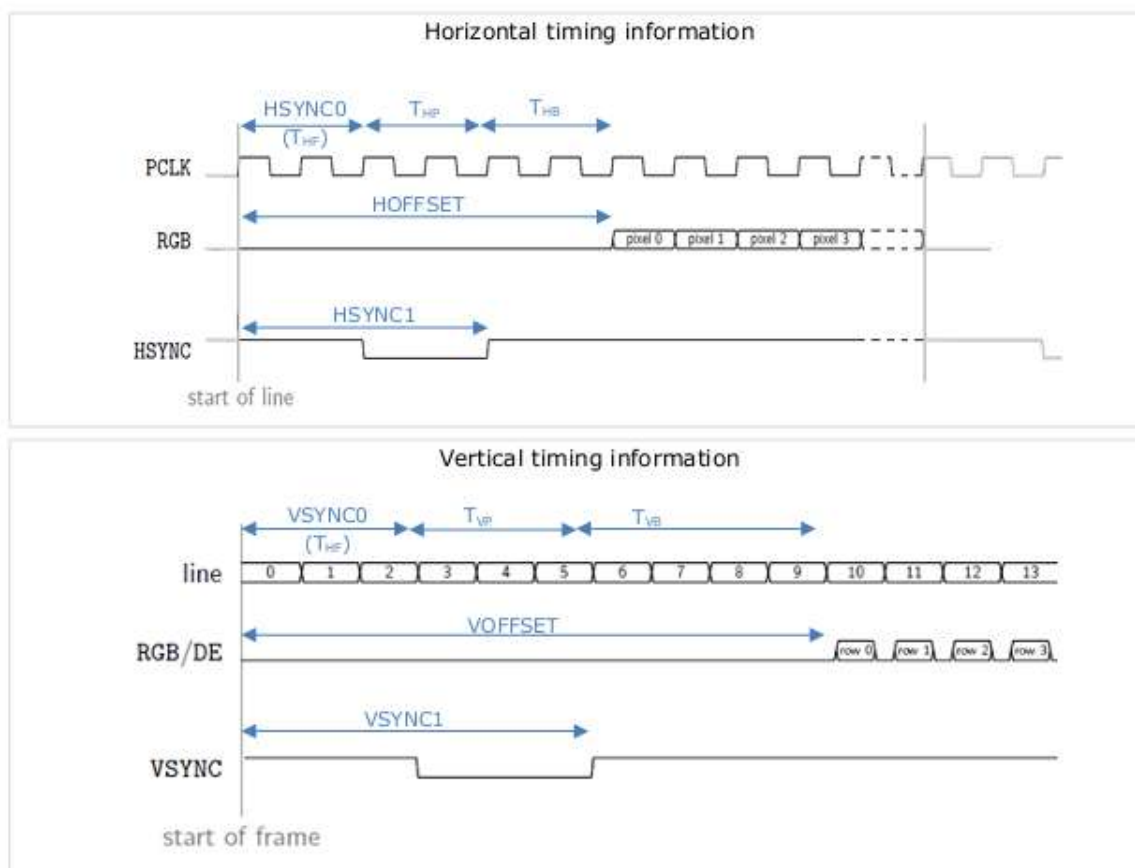 Horizontal timing information
HSYNC0 THP THB
(THF)
PCLK
HOFFSET
RGB pixel 0 pixel 1 pixel 2 pixel 3
HSYNC1
HSYNC
start of line
Vertical timing information
VSYNC0 TVP TVB
(THF)
line 0 1 2 3 4 5 6 7 8 9 10 11 12 13
VOFFSET
RGB/DE row 0 row 1 row 2 row 3
VSYNC1
VSYNC
start of frame